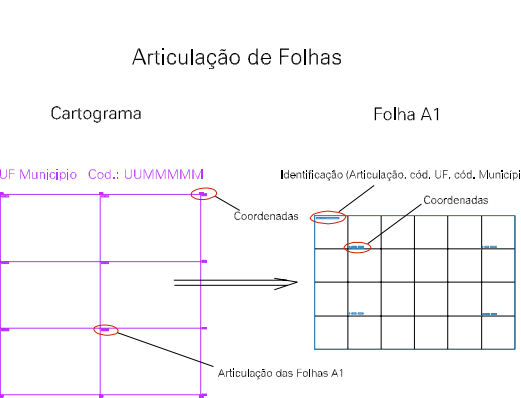 Articulação de Folhas
Cartograma
Folha A1
UF Município Cod.: UUMMMMM
Identificação (Articulação, cód. UF, cód. Municípi
Coordenadas
Coordenadas
Articulação das Folhas A1